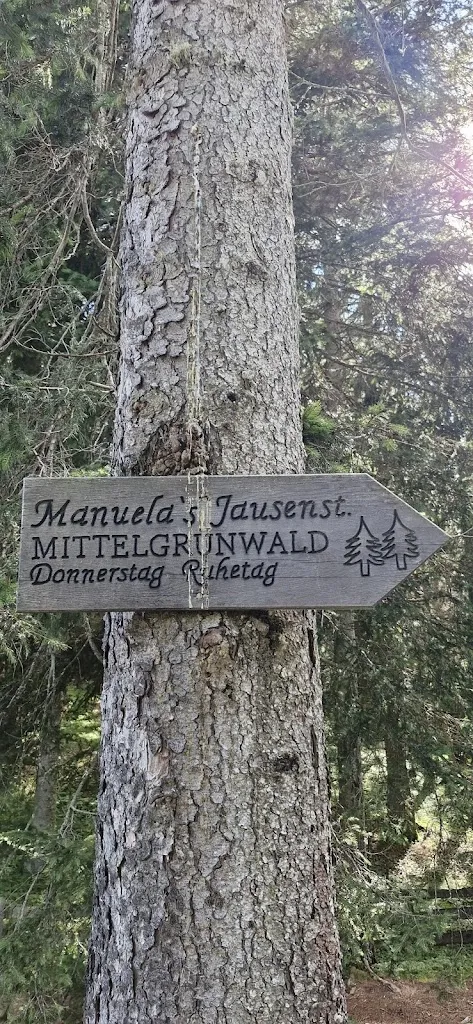 Manuela's Jausenst.
MITTELGRUNWALD
Donnerstag Ruhetag